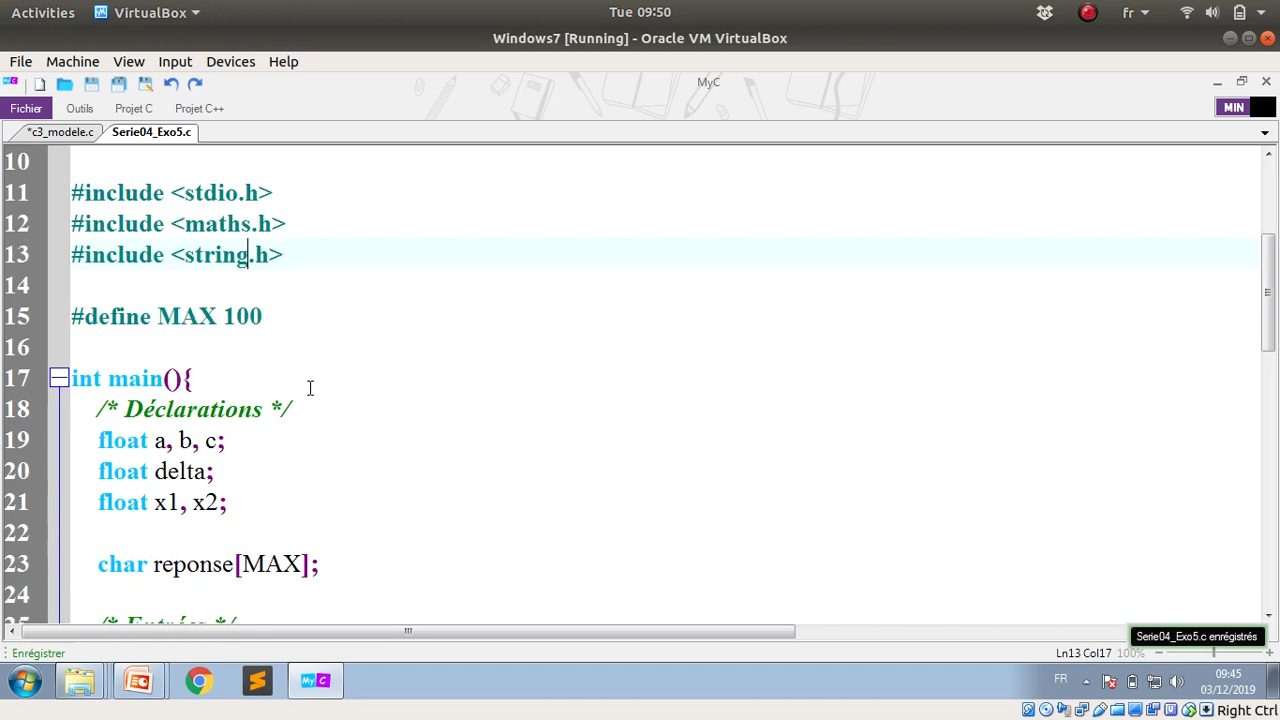 Activities VirtualBox Tue 09:50 fr
Windows7 [Running] - Oracle VM VirtualBox
File Machine View Input Devices Help
MyC
Fichier Outils Projet C Projet C++ MIN
*c3_modele.c Serie04_Exo5.c
10
11 #include <stdio.h>
12 #include <maths.h>
13 #include <string.h>
14
15 #define MAX 100
16
17 int main(){
18 /* Déclarations */
19 float a, b, c;
20 float delta;
21 float x1, x2;
22
23 char reponse[MAX];
24
25 /* Entrées */
Serie04_Exo5.c enregistrés
Enregistrer Ln13 Col17 100%
MyC FR 09:45
03/12/2019
Right Ctrl